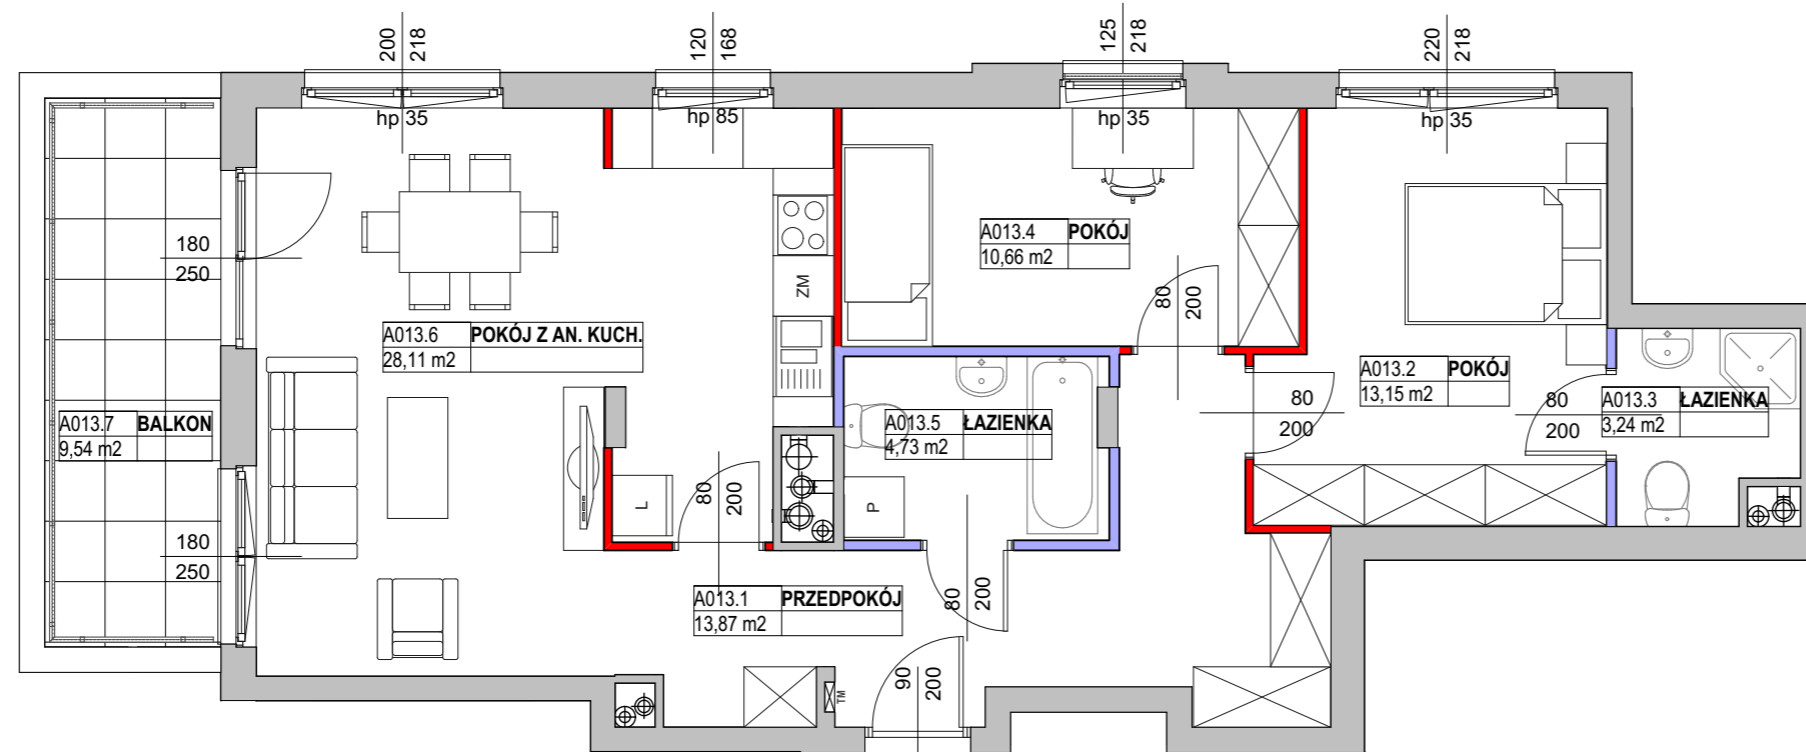 200
218
120
168
125
218
220
218
hp 35
hp 85
hp 35
hp 35
180
250
A013.4 POKÓJ
10,66 m2
ZM
80
200
A013.6 POKÓJ Z AN. KUCH.
28,11 m2
A013.2 POKÓJ
13,15 m2
80
200
80
200
A013.3 ŁAZIENKA
3,24 m2
A013.7 BALKON
9,54 m2
A013.5 ŁAZIENKA
4,73 m2
L
80
200
P
180
250
A013.1 PRZEDPOKÓJ
13,87 m2
80
200
TM
90
200